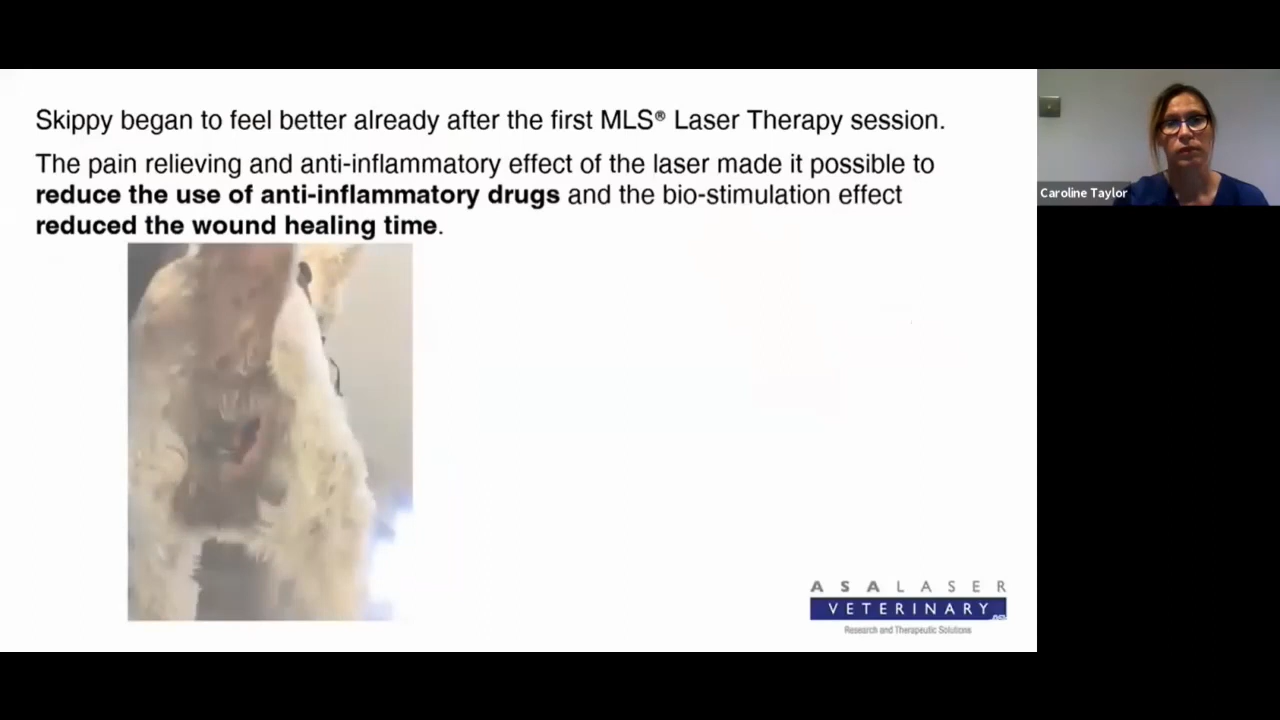 Skippy began to feel better already after the first MLS® Laser Therapy session.
The pain relieving and anti-inflammatory effect of the laser made it possible to
reduce the use of anti-inflammatory drugs and the bio-stimulation effect
reduced the wound healing time.
Caroline Taylor
ASALASER
VETERINARY
Research and Therapeutic Solutions